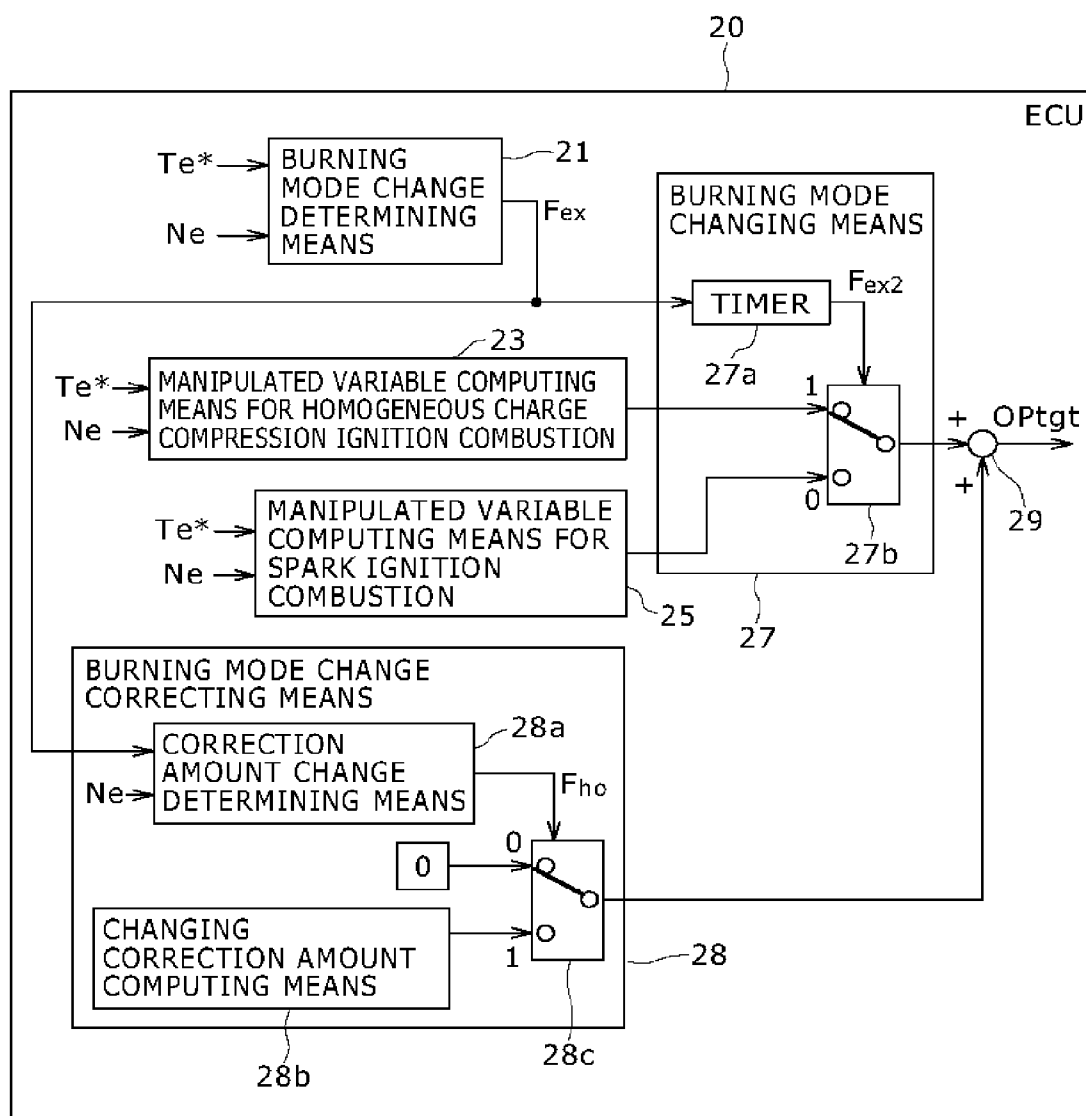 20
ECU
Te*
Ne
BURNING
MODE CHANGE
DETERMINING
MEANS
21
Fex
BURNING MODE
CHANGING MEANS
TIMER
Fex2
27a
23
Te*
Ne
MANIPULATED VARIABLE COMPUTING
MEANS FOR HOMOGENEOUS CHARGE
COMPRESSION IGNITION COMBUSTION
1
0
27b
+
+
OPtgt
29
Te*
Ne
MANIPULATED VARIABLE
COMPUTING MEANS FOR
SPARK IGNITION
COMBUSTION
25
27
BURNING MODE CHANGE
CORRECTING MEANS
28a
Ne
CORRECTION
AMOUNT CHANGE
DETERMINING MEANS
Fho
0
0
1
CHANGING
CORRECTION AMOUNT
COMPUTING MEANS
28
28b
28c